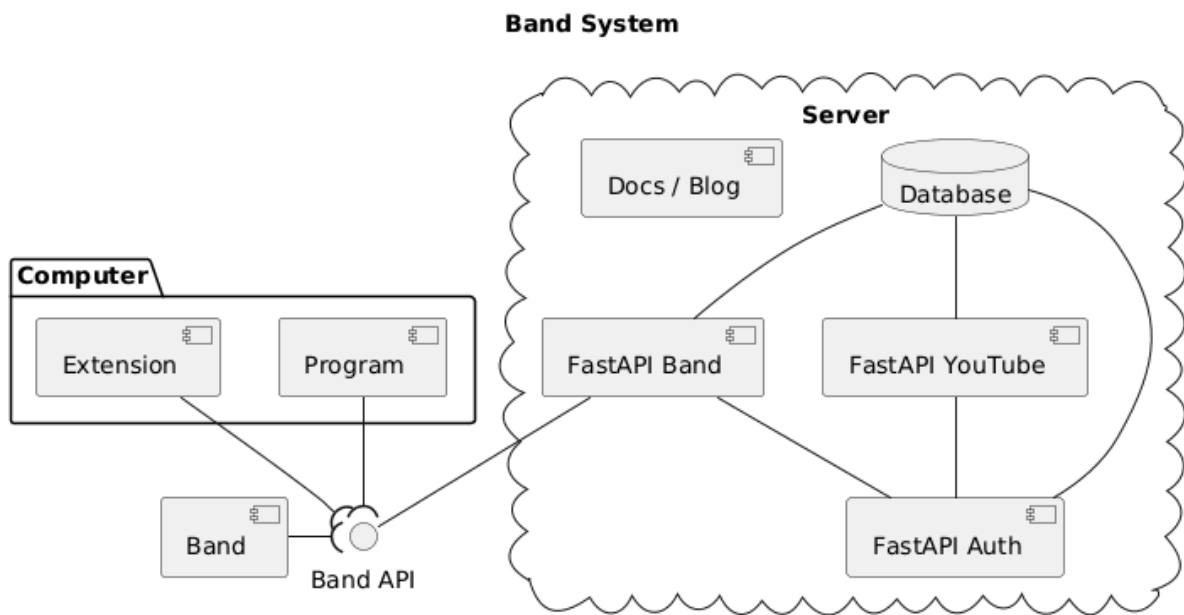 Band System
Server
Docs / Blog
Database
Computer
Extension
Program
FastAPI Band
FastAPI YouTube
Band
Band API
FastAPI Auth